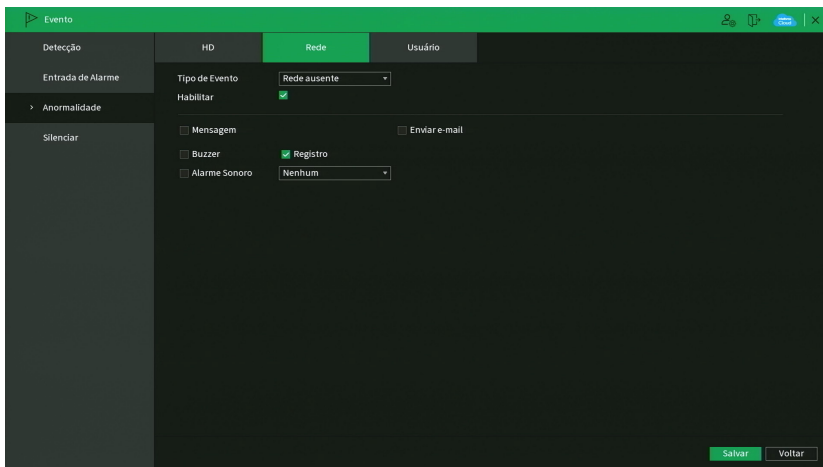 Evento
Cloud
Detecção
HD
Rede
Usuário
Entrada de Alarme
Tipo de Evento
Rede ausente
Habilitar
Anormalidade
Silenciar
Mensagem
Enviar e-mail
Buzzer
Registro
Alarme Sonoro
Nenhum
Salvar
Voltar